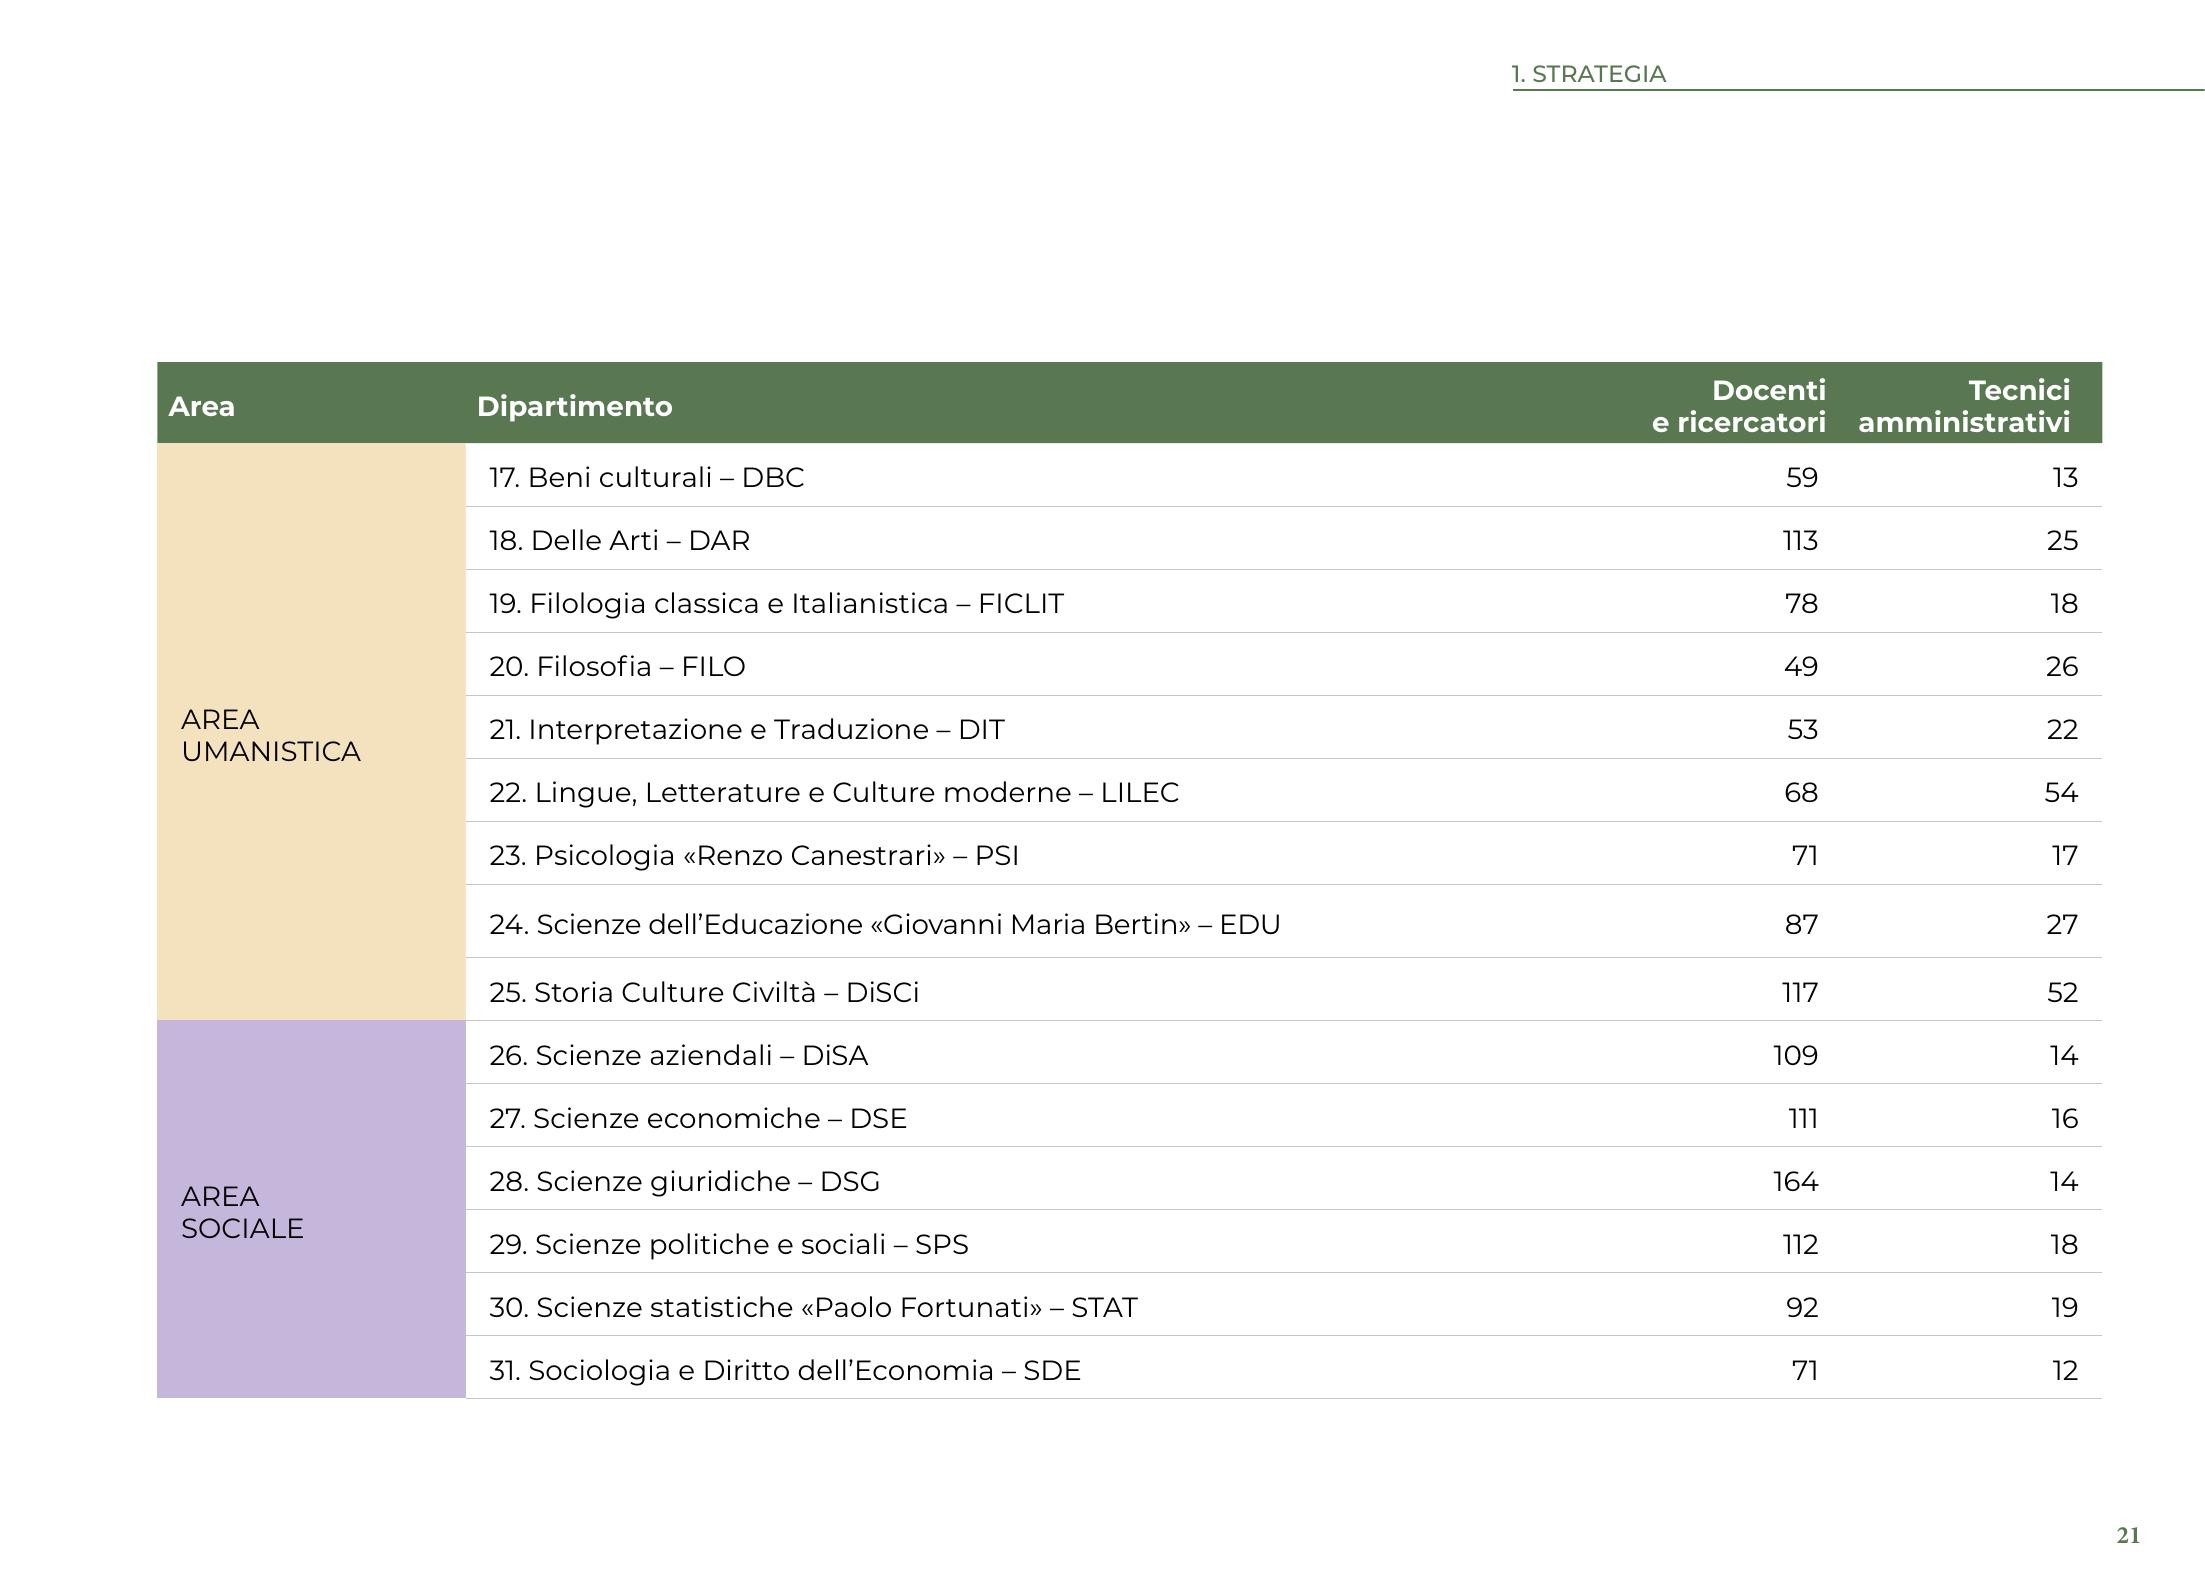 1. STRATEGIA
Area Dipartimento Docenti e ricercatori Tecnici amministrativi
AREA UMANISTICA
17. Beni culturali – DBC 59 13
18. Delle Arti – DAR 113 25
19. Filologia classica e Italianistica – FICLIT 78 18
20. Filosofia – FILO 49 26
21. Interpretazione e Traduzione – DIT 53 22
22. Lingue, Letterature e Culture moderne – LILEC 68 54
23. Psicologia «Renzo Canestrari» – PSI 71 17
24. Scienze dell’Educazione «Giovanni Maria Bertin» – EDU 87 27
25. Storia Culture Civiltà – DiSCi 117 52
AREA SOCIALE
26. Scienze aziendali – DiSA 109 14
27. Scienze economiche – DSE 111 16
28. Scienze giuridiche – DSG 164 14
29. Scienze politiche e sociali – SPS 112 18
30. Scienze statistiche «Paolo Fortunati» – STAT 92 19
31. Sociologia e Diritto dell’Economia – SDE 71 12
21